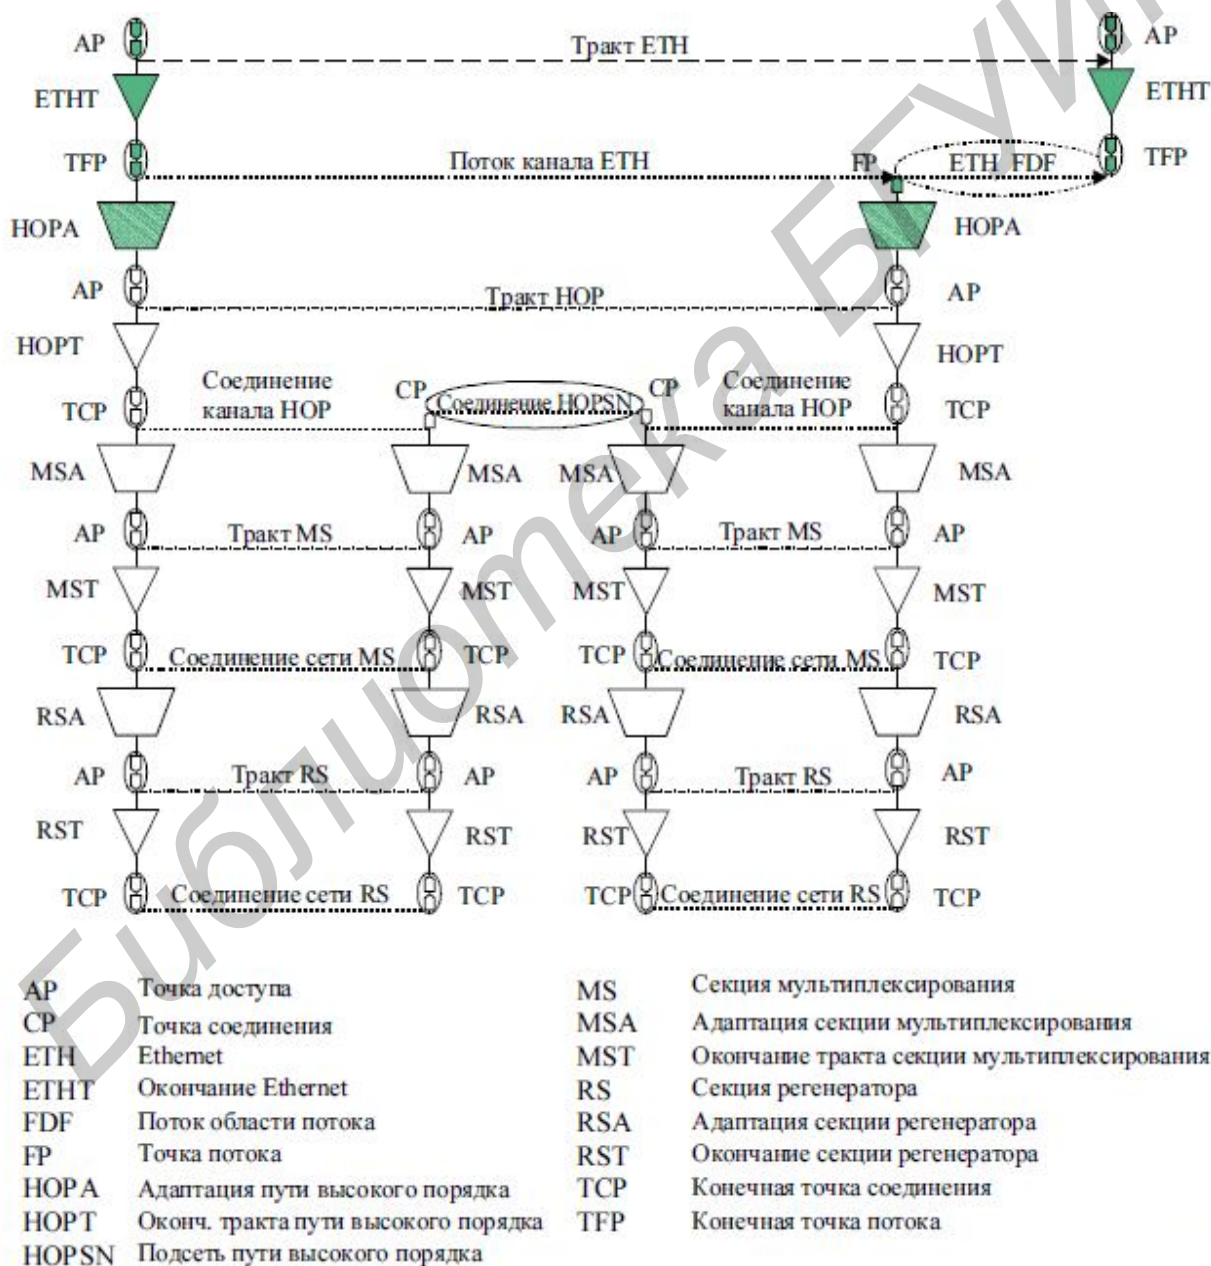 AP Тракт ETH AP
ETHT ETHT
TFP Поток канала ETH FP ETH FDF TFP
HOPA HOPA
AP Тракт HOP AP
HOPT HOPT
Соединение канала HOP CP Соединение HOPSN CP Соединение канала HOP
TCP TCP
MSA MSA MSA MSA
AP Тракт MS AP AP Тракт MS AP
MST MST MST MST
TCP Соединение сети MS TCP TCP Соединение сети MS TCP
RSA RSA RSA RSA
AP Тракт RS AP AP Тракт RS AP
RST RST RST RST
TCP Соединение сети RS TCP TCP Соединение сети RS TCP
AP Точка доступа
CP Точка соединения
ETH Ethernet
ETHT Окончание Ethernet
FDF Поток области потока
FP Точка потока
HOPA Адаптация пути высокого порядка
HOPT Оконч. тракта пути высокого порядка
HOPSN Подсеть пути высокого порядка
MS Секция мультиплексирования
MSA Адаптация секции мультиплексирования
MST Окончание тракта секции мультиплексирования
RS Секция регенератора
RSA Адаптация секции регенератора
RST Окончание секции регенератора
TCP Конечная точка соединения
TFP Конечная точка потока
Библиотека